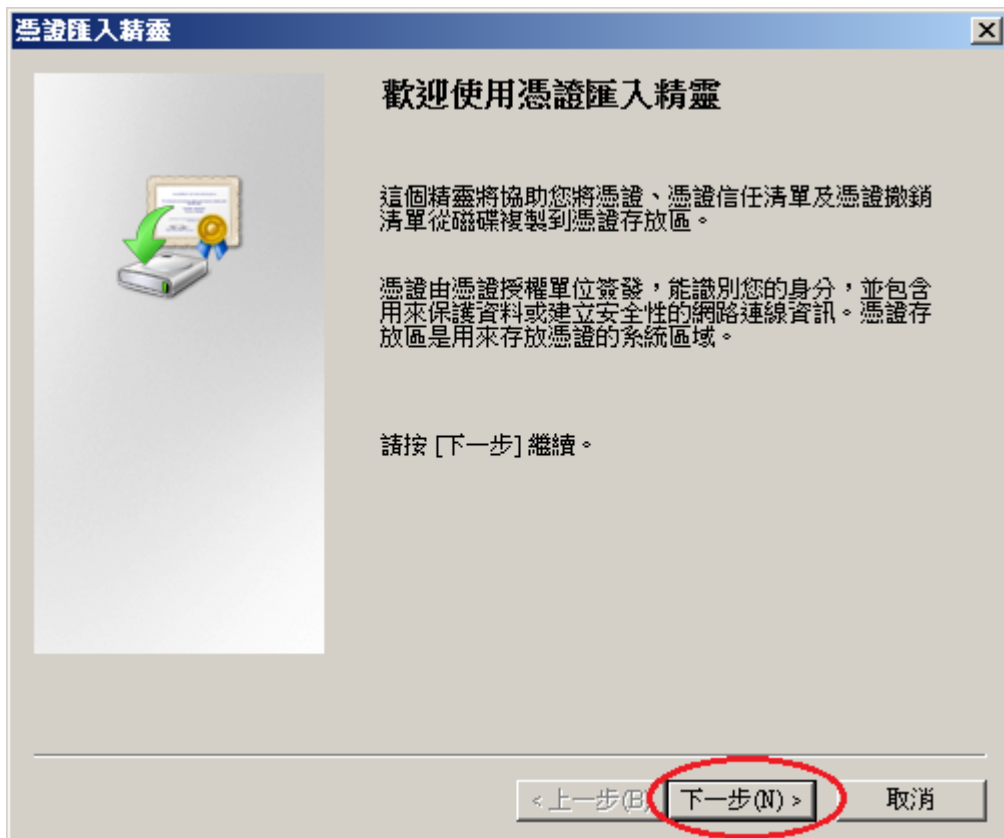 憑證匯入精靈
歡迎使用憑證匯入精靈
這個精靈將協助您將憑證、憑證信任清單及憑證撤銷
清單從磁碟複製到憑證存放區。
憑證由憑證授權單位簽發，能識別您的身分，並包含
用來保護資料或建立安全性的網路連線資訊。憑證存
放區是用來存放憑證的系統區域。
請按 [下一步] 繼續。
<上一步(B) 下一步(N) > 取消